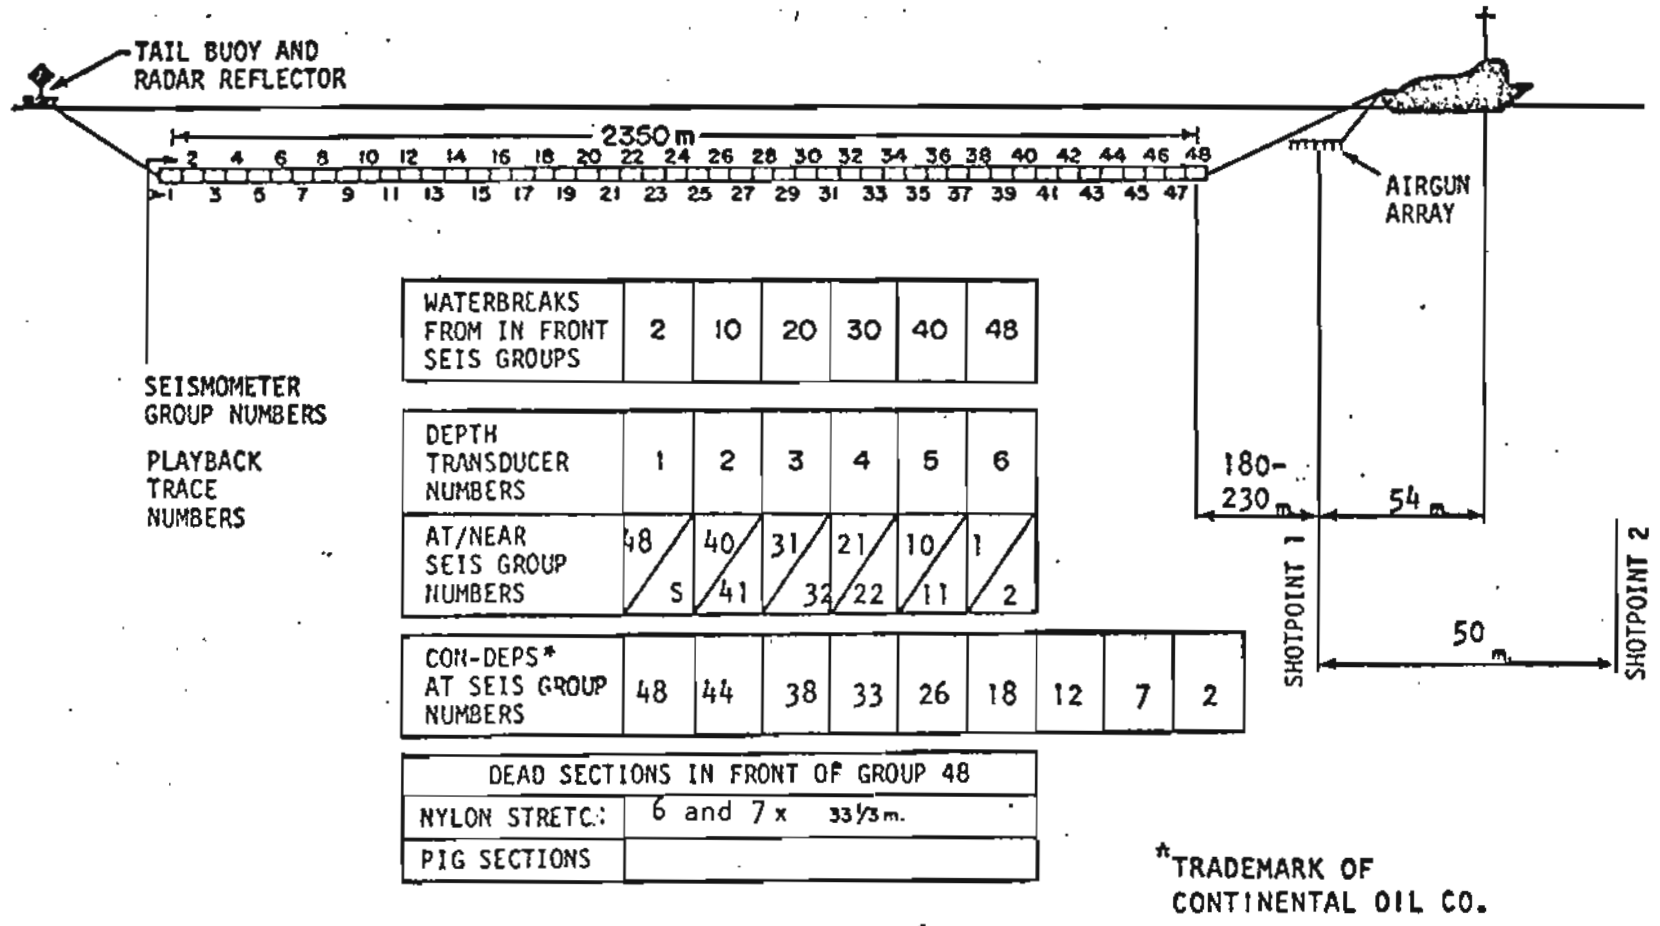 TAIL BUOY AND
RADAR REFLECTOR
2350 m
2 4 6 8 10 12 14 16 18 20 22 24 26 28 30 32 34 36 38 40 42 44 46 48
1 3 5 7 9 11 13 15 17 19 21 23 25 27 29 31 33 35 37 39 41 43 45 47
AIRGUN
ARRAY
WATERBREAKS
FROM IN FRONT
SEIS GROUPS
2 10 20 30 40 48
SEISMOMETER
GROUP NUMBERS
PLAYBACK
TRACE
NUMBERS
DEPTH
TRANSDUCER
NUMBERS
1 2 3 4 5 6
AT/NEAR
SEIS GROUP
NUMBERS
48/S 40/41 31/32 21/22 10/11 1/2
180-
230 m.
54 m.
SHOTPOINT 1
50 m.
SHOTPOINT 2
CON-DEPS*
AT SEIS GROUP
NUMBERS
48 44 38 33 26 18 12 7 2
DEAD SECTIONS IN FRONT OF GROUP 48
NYLON STRETC: 6 and 7 x 33 1/3 m.
PIG SECTIONS
*TRADEMARK OF
CONTINENTAL OIL CO.